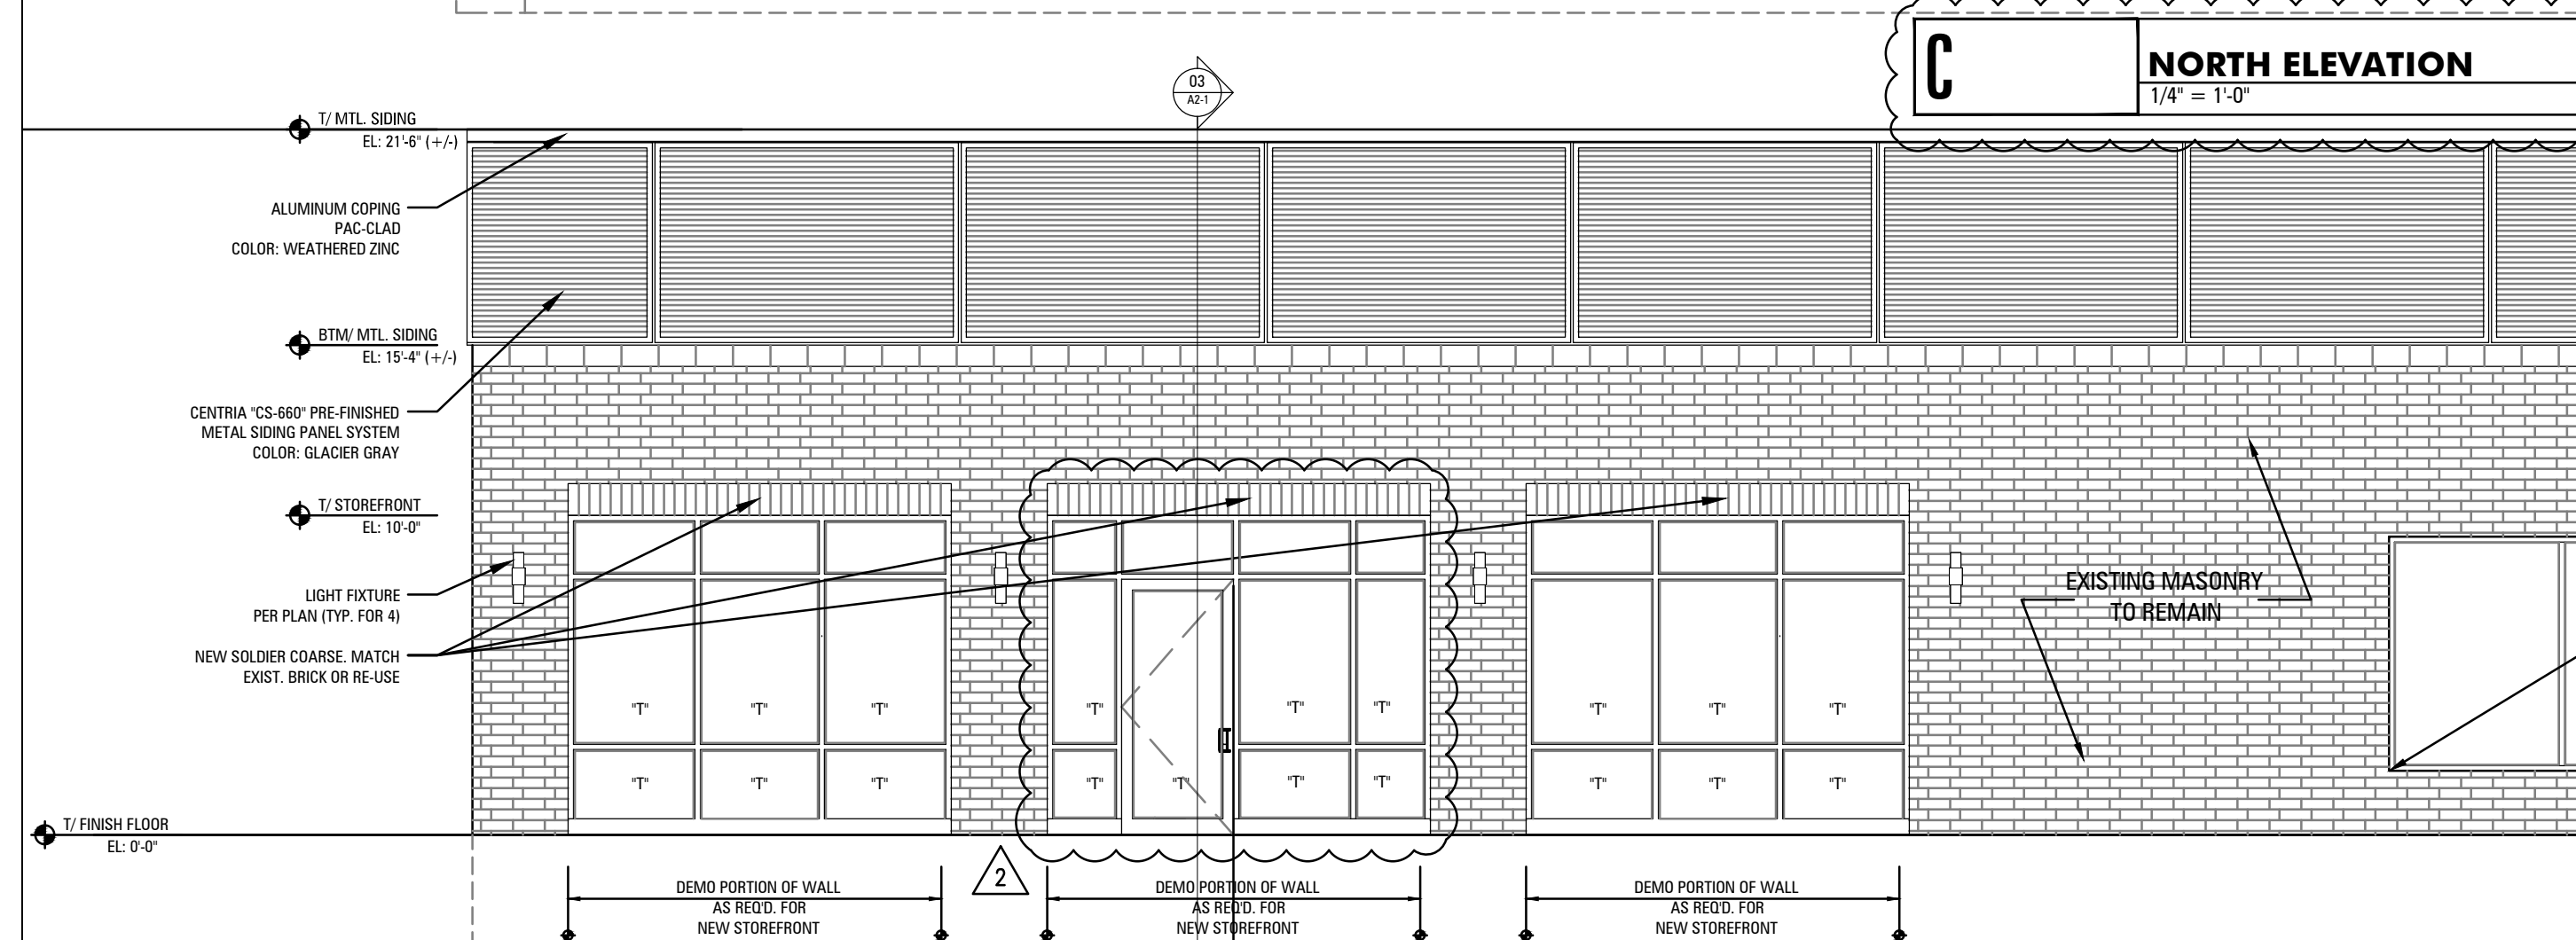 C
NORTH ELEVATION
1/4" = 1'-0"
03
A2-1
T/ MTL. SIDING
EL: 21'-6" (+/-)
ALUMINUM COPING
PAC-CLAD
COLOR: WEATHERED ZINC
BTM/ MTL. SIDING
EL: 15'-4" (+/-)
CENTRIA "CS-660" PRE-FINISHED
METAL SIDING PANEL SYSTEM
COLOR: GLACIER GRAY
T/ STOREFRONT
EL: 10'-0"
LIGHT FIXTURE
PER PLAN (TYP. FOR 4)
NEW SOLDIER COARSE. MATCH
EXIST. BRICK OR RE-USE
EXISTING MASONRY
TO REMAIN
"T" "T" "T" "T" "T" "T" "T" "T" "T"
"T" "T" "T" "T" "T" "T" "T" "T" "T" "T"
T/ FINISH FLOOR
EL: 0'-0"
2
DEMO PORTION OF WALL
AS REQ'D. FOR
NEW STOREFRONT
DEMO PORTION OF WALL
AS REQ'D. FOR
NEW STOREFRONT
DEMO PORTION OF WALL
AS REQ'D. FOR
NEW STOREFRONT